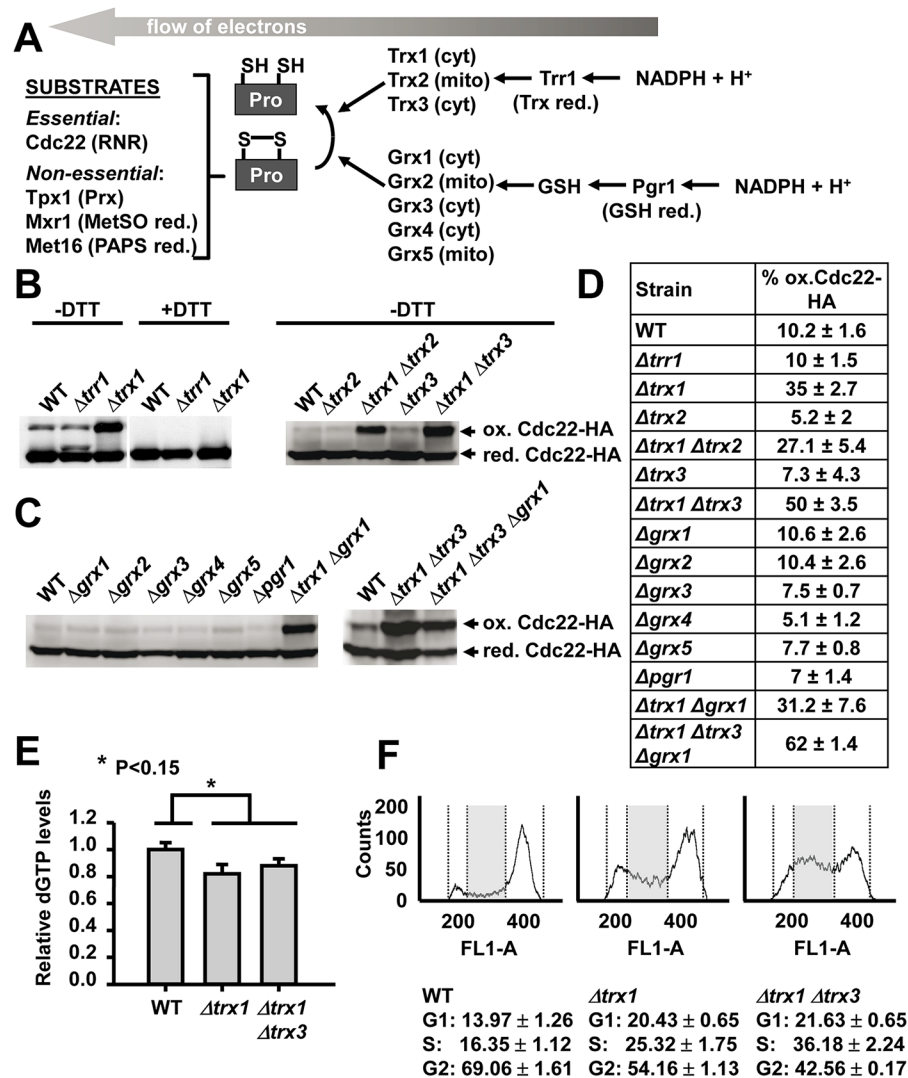 A
flow of electrons
SUBSTRATES
Essential:
Cdc22 (RNR)
Non-essential:
Tpx1 (Prx)
Mxr1 (MetSO red.)
Met16 (PAPS red.)
SH SH
Pro
S S
Pro
Trx1 (cyt)
Trx2 (mito)
Trx3 (cyt)
Trr1
(Trx red.)
NADPH + H⁺
Grx1 (cyt)
Grx2 (mito)
Grx3 (cyt)
Grx4 (cyt)
Grx5 (mito)
GSH
Pgr1
(GSH red.)
NADPH + H⁺
B
-DTT
+DTT
-DTT
WT
Δtrr1
Δtrx1
WT
Δtrr1
Δtrx1
WT
Δtrx2
Δtrx1 Δtrx2
Δtrx3
Δtrx1 Δtrx3
ox. Cdc22-HA
red. Cdc22-HA
C
WT
Δgrx1
Δgrx2
Δgrx3
Δgrx4
Δgrx5
Δpgr1
Δtrx1 Δgrx1
WT
Δtrx1 Δtrx3
Δtrx1 Δtrx3 Δgrx1
ox. Cdc22-HA
red. Cdc22-HA
D
Strain % ox.Cdc22-
HA
WT 10.2 ± 1.6
Δtrr1 10 ± 1.5
Δtrx1 35 ± 2.7
Δtrx2 5.2 ± 2
Δtrx1 Δtrx2 27.1 ± 5.4
Δtrx3 7.3 ± 4.3
Δtrx1 Δtrx3 50 ± 3.5
Δgrx1 10.6 ± 2.6
Δgrx2 10.4 ± 2.6
Δgrx3 7.5 ± 0.7
Δgrx4 5.1 ± 1.2
Δgrx5 7.7 ± 0.8
Δpgr1 7 ± 1.4
Δtrx1 Δgrx1 31.2 ± 7.6
Δtrx1 Δtrx3
Δgrx1 62 ± 1.4
E
* P<0.15
*
Relative dGTP levels
1.2
1.0
0.8
0.6
0.4
0.2
0.0
WT
Δtrx1
Δtrx1
Δtrx3
F
Counts
200
100
50
0
200 400
FL1-A
200 400
FL1-A
200 400
FL1-A
WT
G1: 13.97 ± 1.26
S: 16.35 ± 1.12
G2: 69.06 ± 1.61
Δtrx1
G1: 20.43 ± 0.65
S: 25.32 ± 1.75
G2: 54.16 ± 1.13
Δtrx1 Δtrx3
G1: 21.63 ± 0.65
S: 36.18 ± 2.24
G2: 42.56 ± 0.17